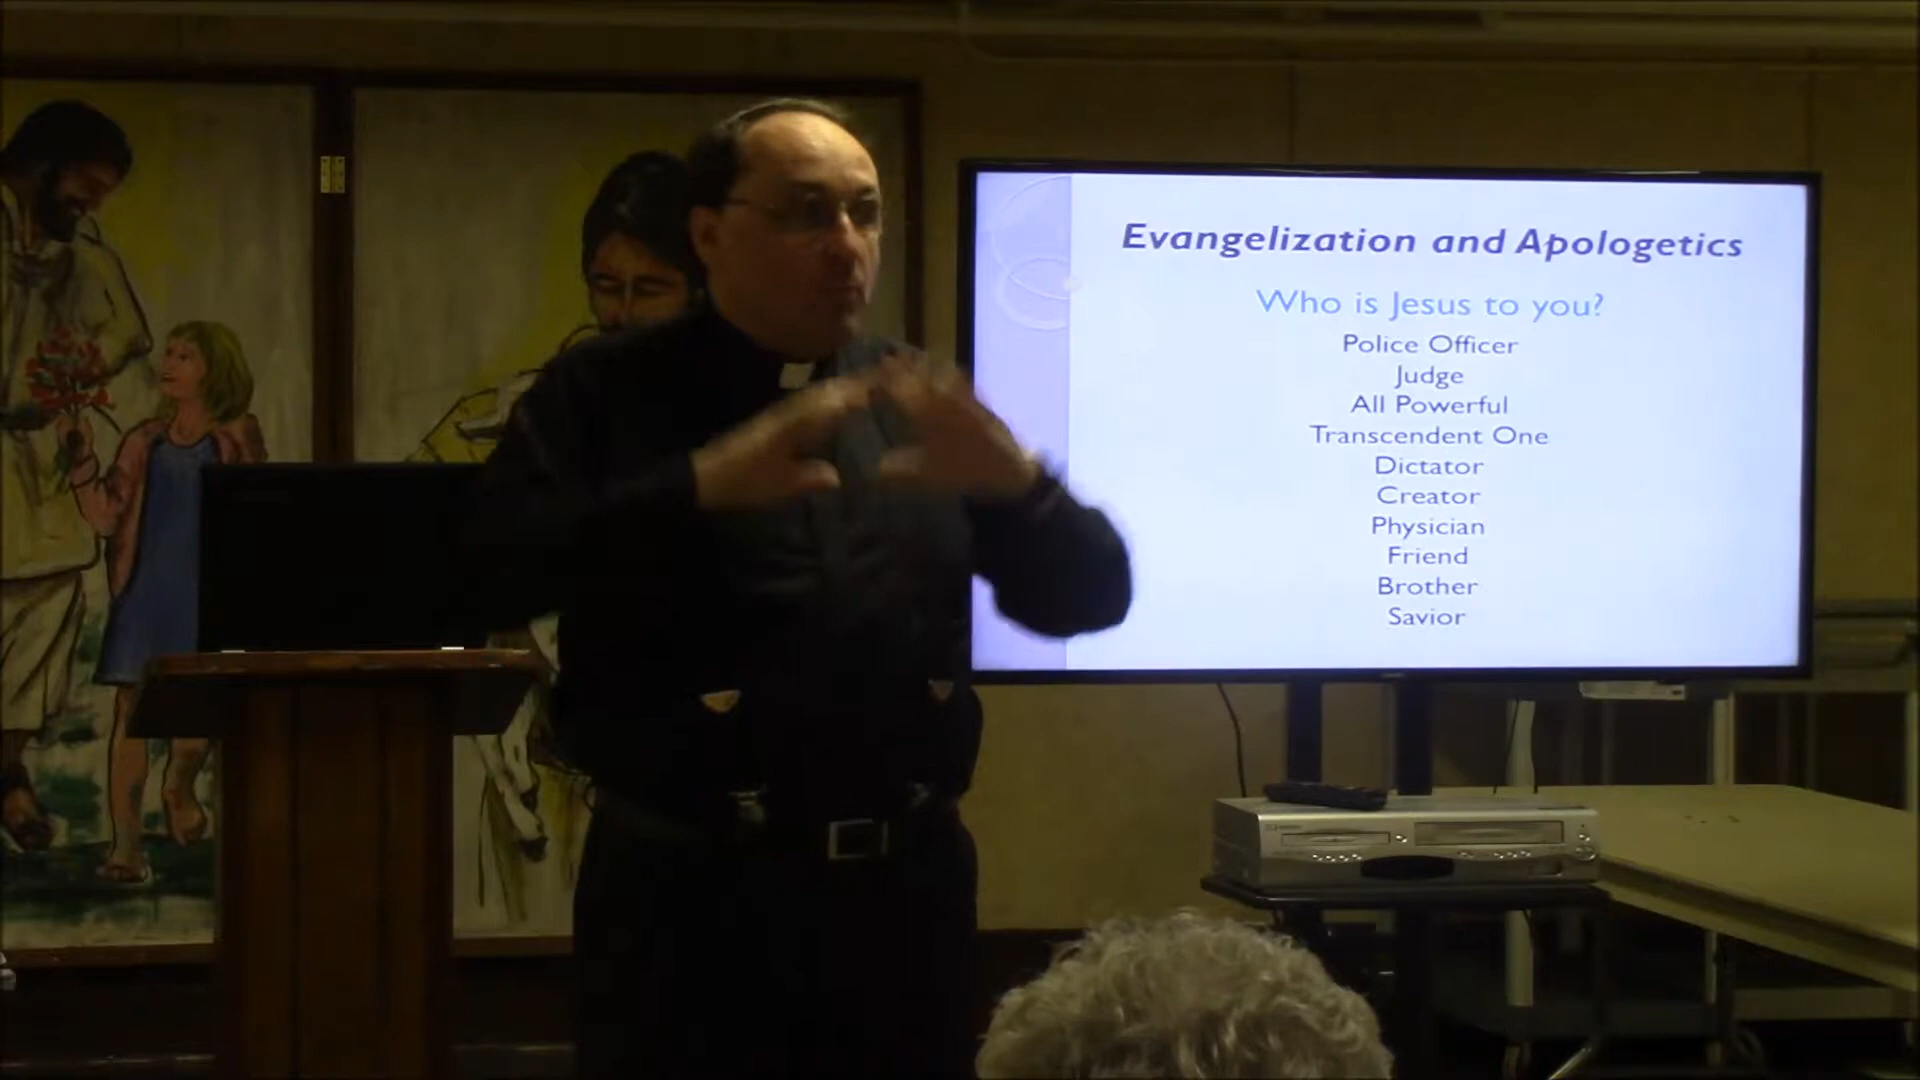 Evangelization and Apologetics
Who is Jesus to you?
Police Officer
Judge
All Powerful
Transcendent One
Dictator
Creator
Physician
Friend
Brother
Savior